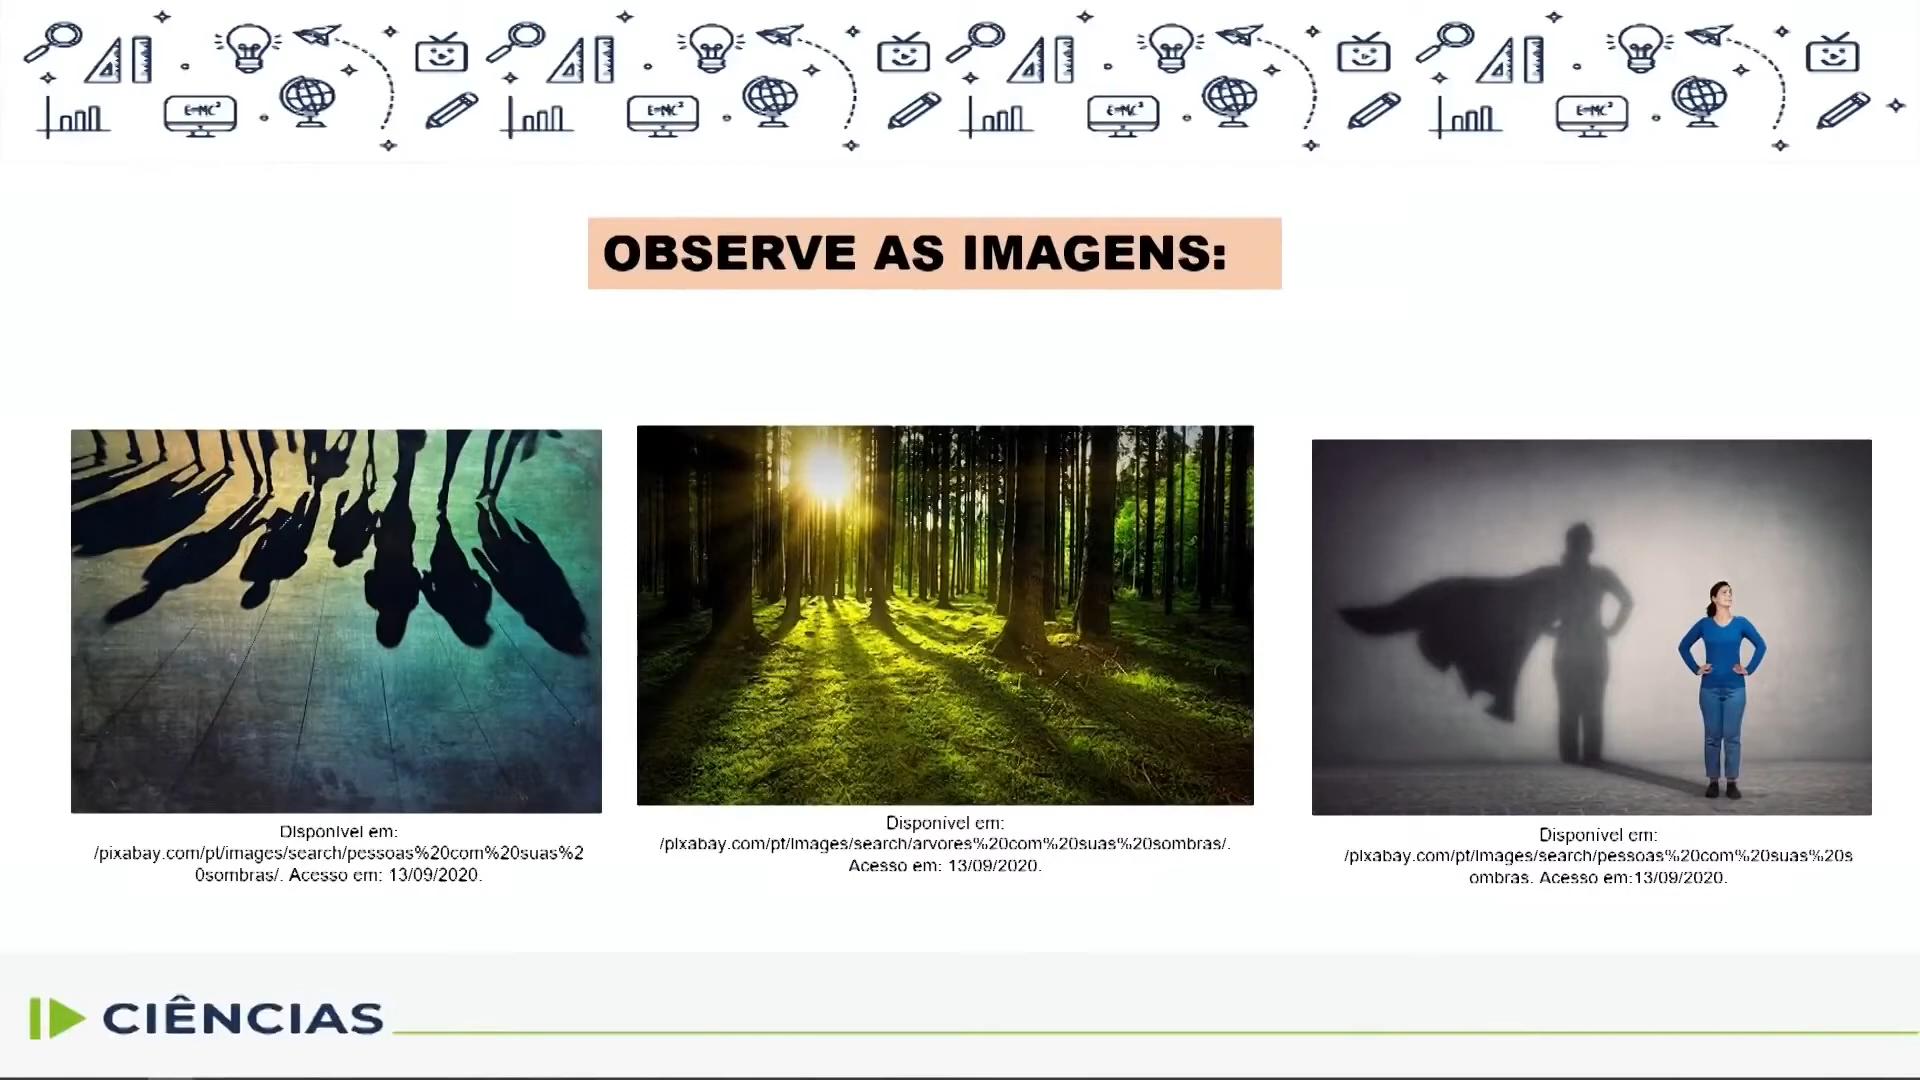 E=MC²
E=MC²
E=MC²
E=MC²
OBSERVE AS IMAGENS:
Disponível em:
/pixabay.com/pt/images/search/pessoas%20com%20suas%2
0sombras/. Acesso em: 13/09/2020.
Disponível em:
/pixabay.com/pt/images/search/arvores%20com%20suas%20sombras/.
Acesso em: 13/09/2020.
Disponível em:
/pixabay.com/pt/images/search/pessoas%20com%20suas%20s
ombras. Acesso em:13/09/2020.
CIÊNCIAS